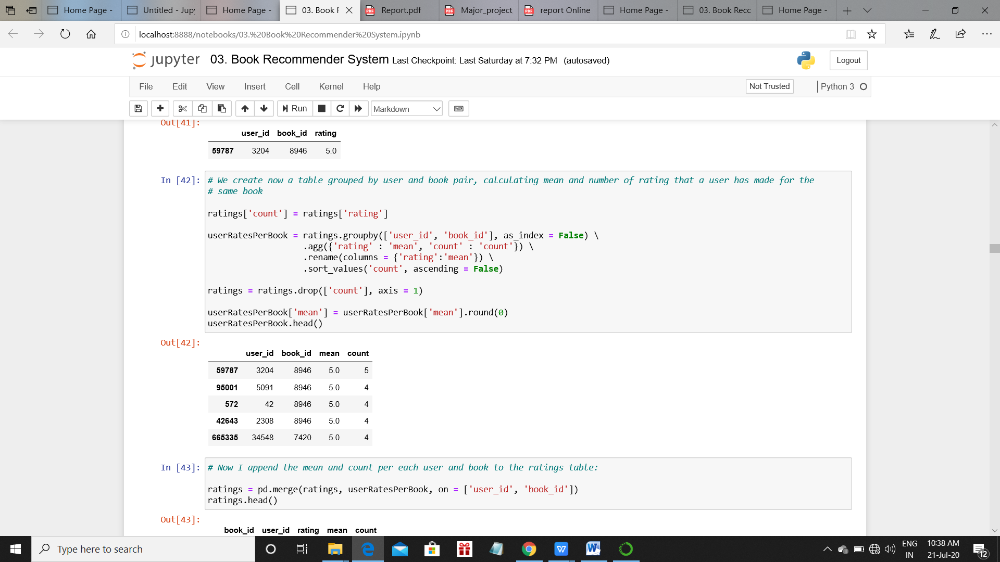 Home Page -
Untitled - Jupy
Home Page -
03. Book F
Report.pdf
Major_project
report Online
Home Page -
03. Book Recc
Home Page -
localhost:8888/notebooks/03.%20Book%20Recommender%20System.ipynb
jupyter 03. Book Recommender System Last Checkpoint: Last Saturday at 7:32 PM (autosaved)
Logout
File Edit View Insert Cell Kernel Help
Not Trusted
Python 3
Run
Markdown
Out[41]:
user_id book_id rating
59787 3204 8946 5.0
In [42]:
# We create now a table grouped by user and book pair, calculating mean and number of rating that a user has made for the
# same book
ratings['count'] = ratings['rating']
userRatesPerBook = ratings.groupby(['user_id', 'book_id'], as_index = False) \
.agg({'rating' : 'mean', 'count' : 'count'}) \
.rename(columns = {'rating':'mean'}) \
.sort_values('count', ascending = False)
ratings = ratings.drop(['count'], axis = 1)
userRatesPerBook['mean'] = userRatesPerBook['mean'].round(0)
userRatesPerBook.head()
Out[42]:
user_id book_id mean count
59787 3204 8946 5.0 5
95001 5091 8946 5.0 4
572 42 8946 5.0 4
42643 2308 8946 5.0 4
665335 34548 7420 5.0 4
In [43]:
# Now I append the mean and count per each user and book to the ratings table:
ratings = pd.merge(ratings, userRatesPerBook, on = ['user_id', 'book_id'])
ratings.head()
Out[43]:
book_id user_id rating mean count
Type here to search
ENG
IN
10:38 AM
21-Jul-20
12